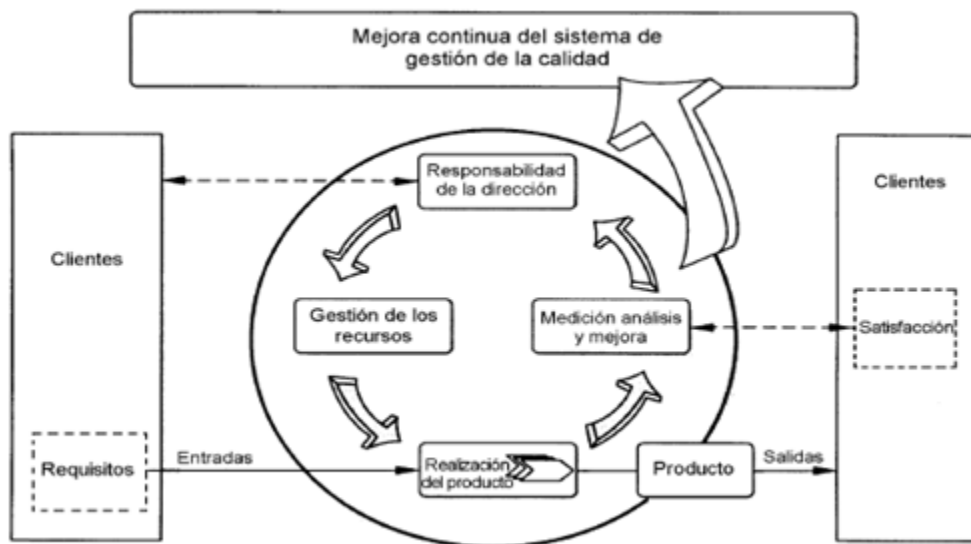 Mejora continua del sistema de
gestión de la calidad
Responsabilidad
de la dirección
Clientes
Clientes
Gestión de los
recursos
Medición análisis
y mejora
Satisfacción
Requisitos
Entradas
Realización
del producto
Producto
Salidas